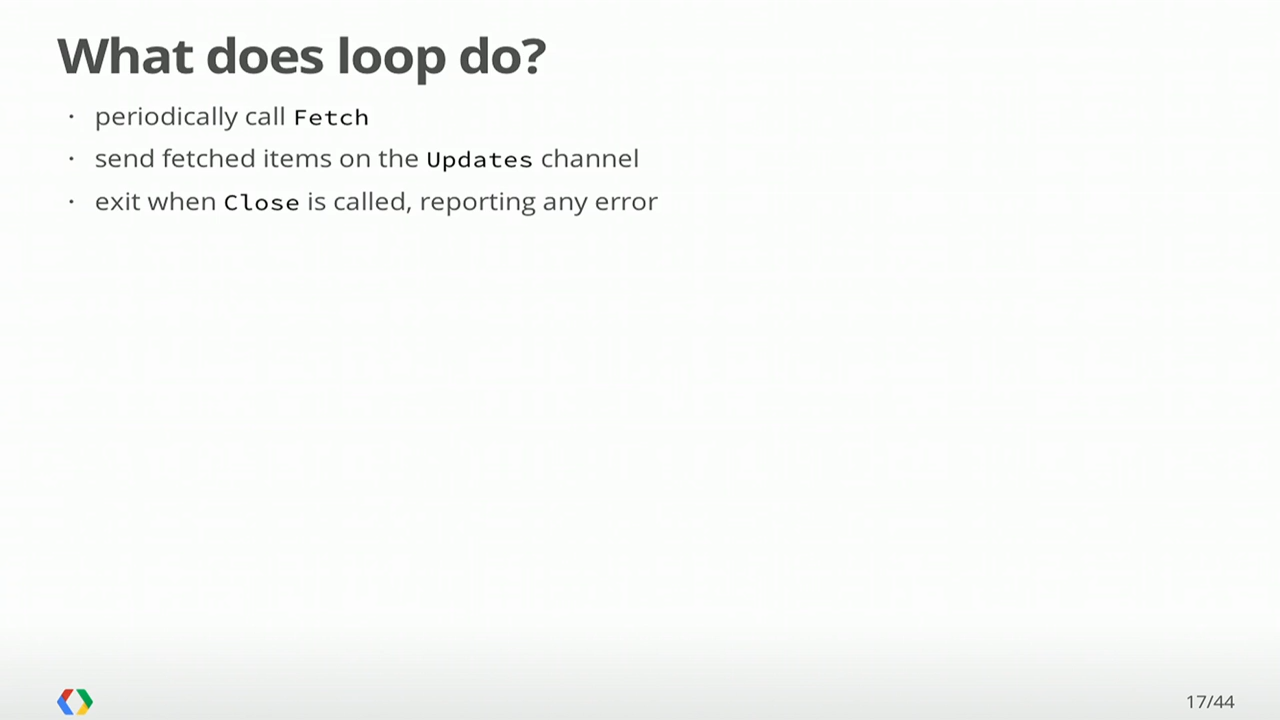 What does loop do?
· periodically call Fetch
· send fetched items on the Updates channel
· exit when Close is called, reporting any error
17/44